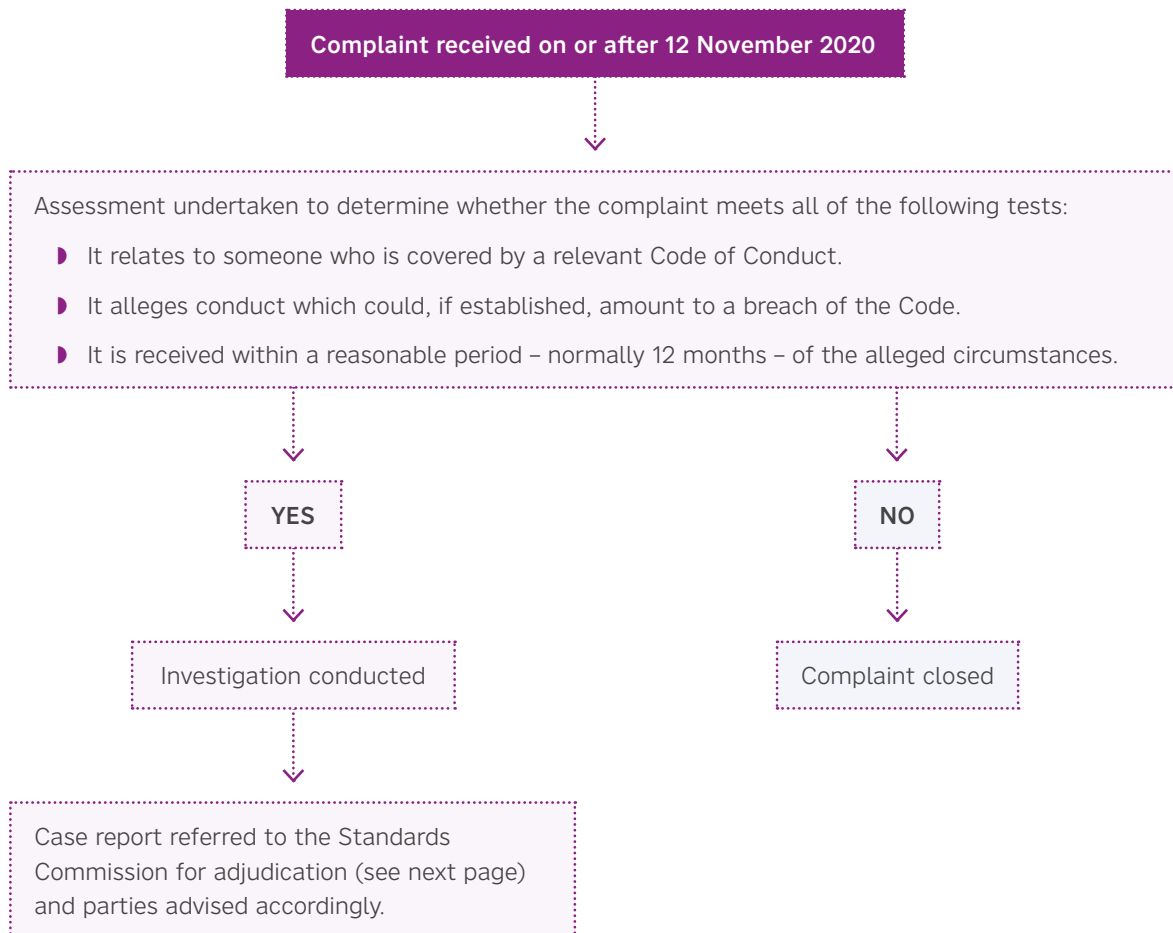 Complaint received on or after 12 November 2020
Assessment undertaken to determine whether the complaint meets all of the following tests:
It relates to someone who is covered by a relevant Code of Conduct.
It alleges conduct which could, if established, amount to a breach of the Code.
It is received within a reasonable period – normally 12 months – of the alleged circumstances.
YES
NO
Investigation conducted
Complaint closed
Case report referred to the Standards
Commission for adjudication (see next page)
and parties advised accordingly.